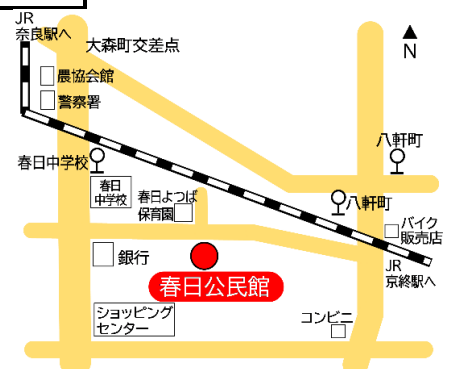 JR
奈良駅へ
大森町交差点
N
農協会館
警察署
八軒町
春日中学校
春日
中学校
春日よつば
保育園
八軒町
バイク
販売店
銀行
JR
京終駅へ
春日公民館
ショッピング
センター
コンビニ